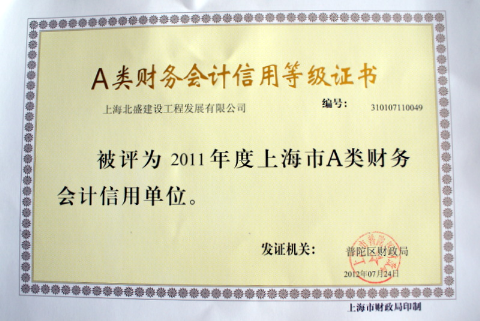 A类财务会计信用等级证书
上海北盛建设工程发展有限公司 编号: 310107110049
被评为 2011 年度上海市A类财务
会计信用单位。
发证机关: 普陀区财政局
2012年07月24日
上海市财政局印制